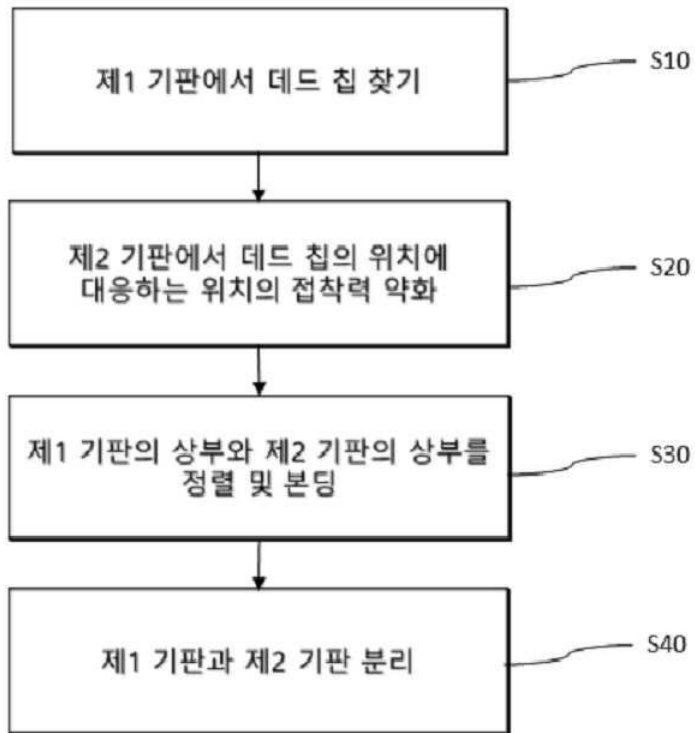 제1 기판에서 데드 칩 찾기
S10
제2 기판에서 데드 칩의 위치에
대응하는 위치의 접착력 약화
S20
제1 기판의 상부와 제2 기판의 상부를
정렬 및 본딩
S30
제1 기판과 제2 기판 분리
S40